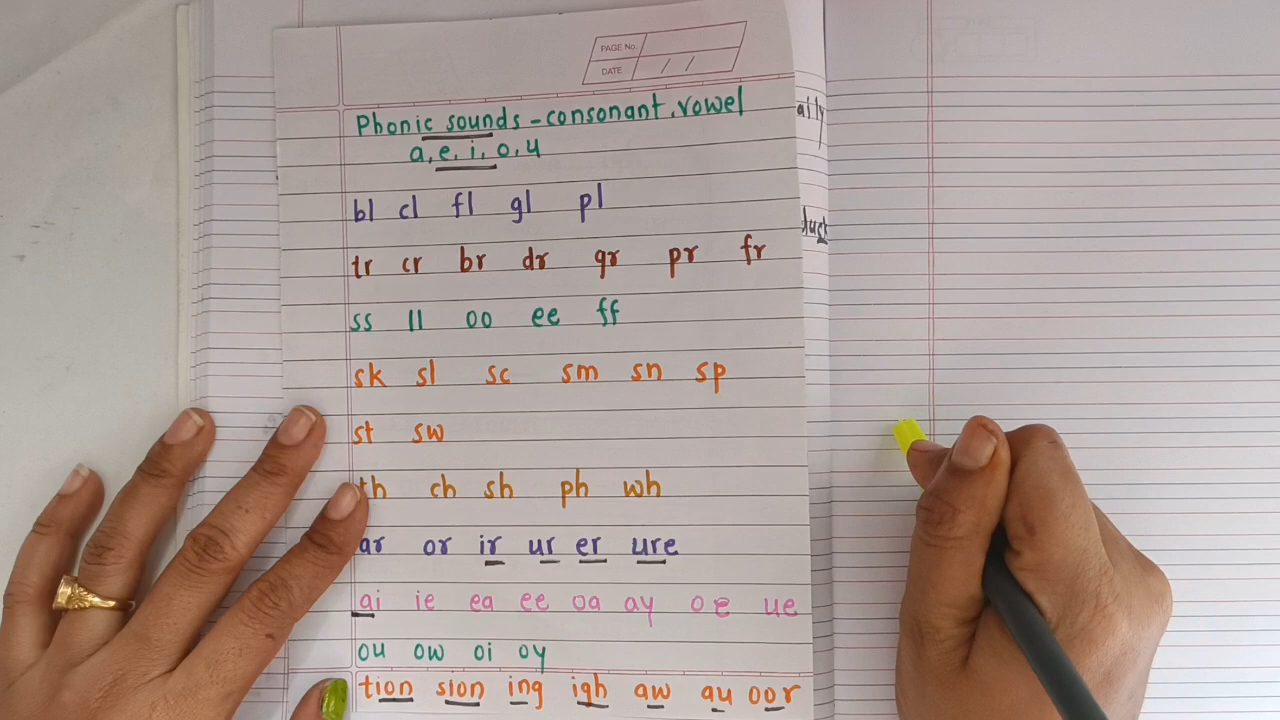 PAGE No.
DATE / /
Phonic sounds - consonant, vowel
a, e, i, o, u
bl cl fl gl pl
tr cr br dr gr pr fr
ss ll oo ee ff
sk sl sc sm sn sp
st sw
th ch sh ph wh
ar or ir ur er ure
ai ie ea ee oa ay oe ue
ou ow oi oy
tion sion ing igh aw au oor